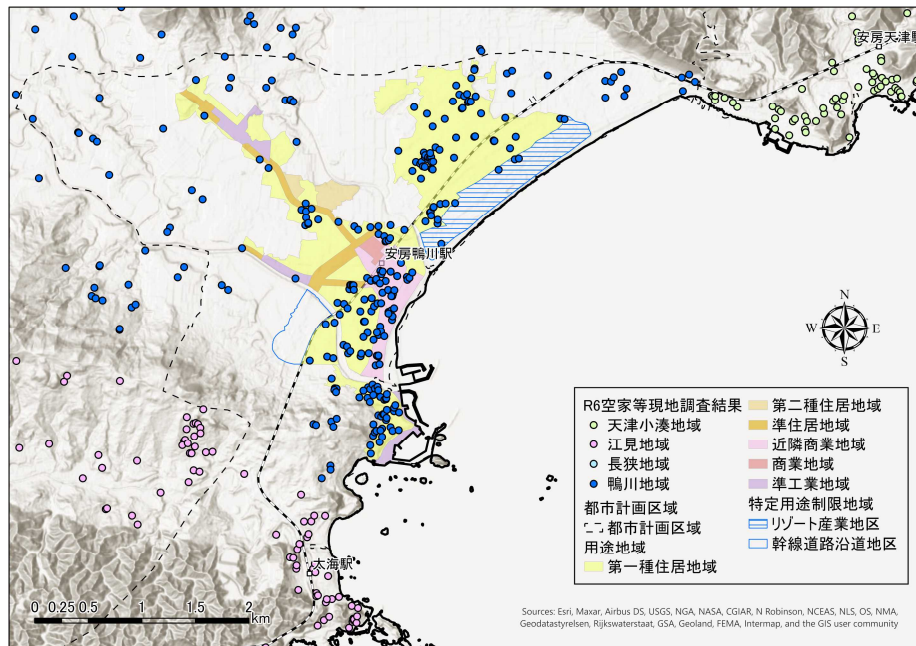 安房天津駅
安房鴨川駅
太海駅
N
W
E
S
0 0.25 0.5 1 1.5 2
km
R6空家等現地調査結果
天津小湊地域
江見地域
長狭地域
鴨川地域
都市計画区域
都市計画区域
用途地域
第一種住居地域
第二種住居地域
準住居地域
近隣商業地域
商業地域
準工業地域
特定用途制限地域
リゾート産業地区
幹線道路沿道地区
Sources: Esri, Maxar, Airbus DS, USGS, NGA, NASA, CGIAR, N Robinson, NCEAS, NLS, OS, NMA,
Geodatastyrelsen, Rijkswaterstaat, GSA, Geoland, FEMA, Intermap, and the GIS user community